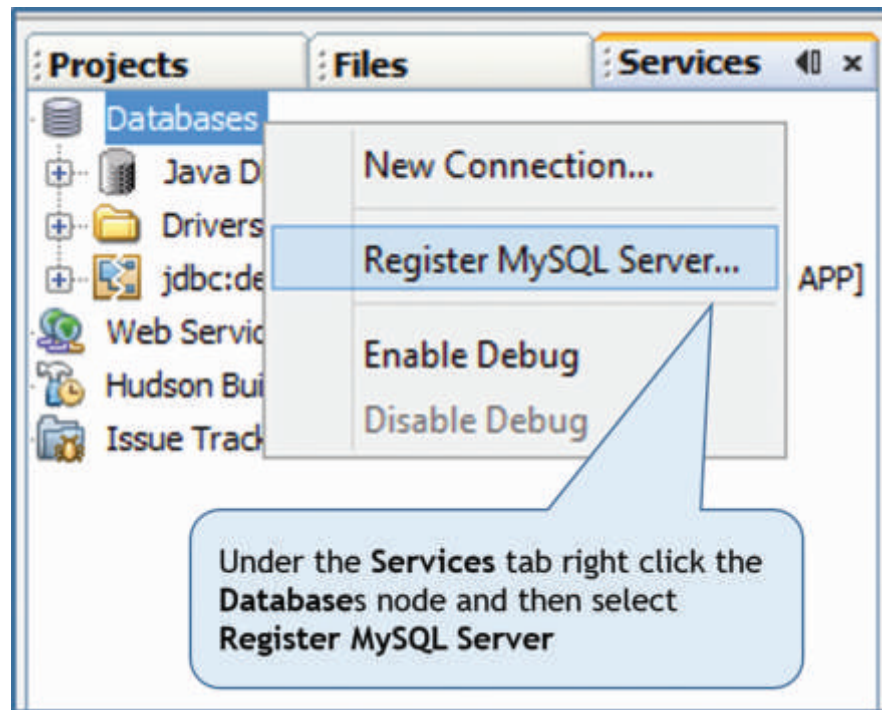 Projects Files Services
Databases
New Connection...
Java D
Drivers
Register MySQL Server...
jdbc:de APP]
Web Servic
Enable Debug
Hudson Bui
Disable Debug
Issue Track
Under the Services tab right click the
Databases node and then select
Register MySQL Server